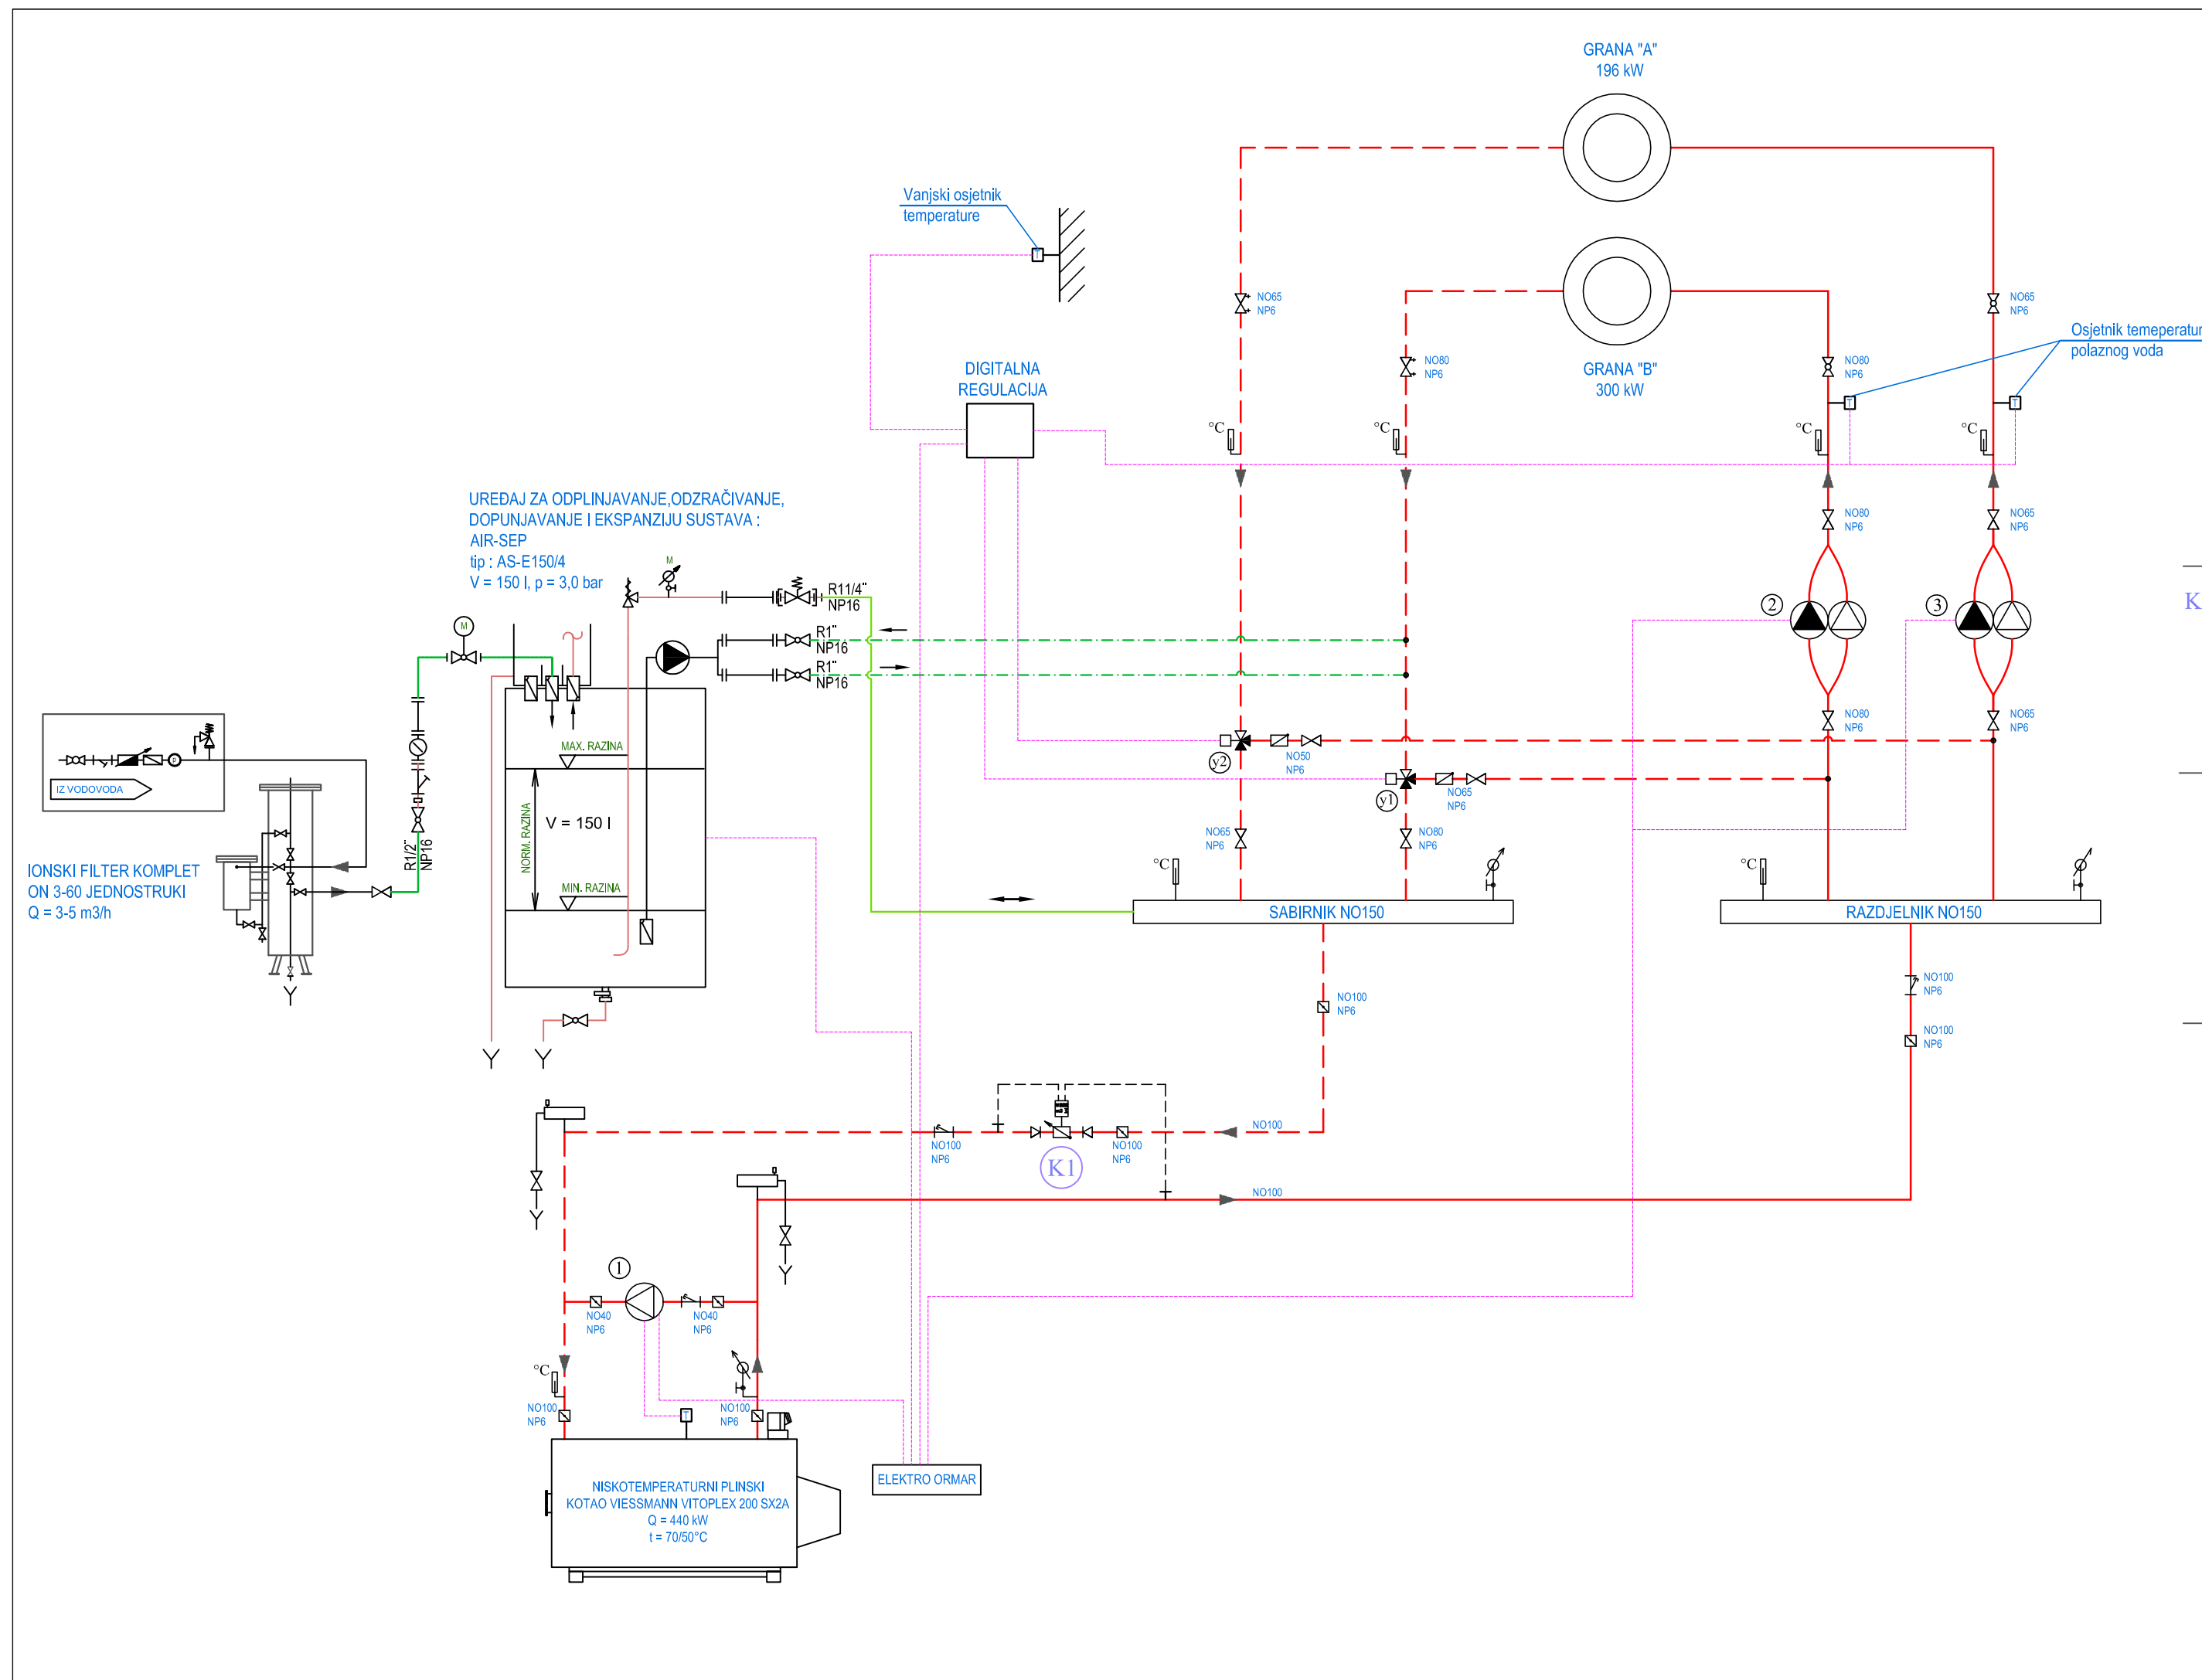 GRANA "A"
196 kW
Vanjski osjetnik
temperature
T
GRANA "B"
300 kW
NO65
NP6
NO80
NP6
NO80
NP6
NO65
NP6
Osjetnik temeperatur
polaznog voda
T
T
DIGITALNA
REGULACIJA
°C
°C
°C
°C
UREĐAJ ZA ODPLINJAVANJE,ODZRAČIVANJE,
DOPUNJAVANJE I EKSPANZIJU SUSTAVA :
AIR-SEP
tip : AS-E150/4
V = 150 l, p = 3,0 bar
M
R11/4"
NP16
R1"
NP16
R1"
NP16
M
NO80
NP6
NO65
NP6
2
3
K
NO80
NP6
NO65
NP6
y2
NO50
NP6
y1
NO65
NP6
NO65
NP6
NO80
NP6
MAX. RAZINA
NORM. RAZINA
V = 150 l
MIN. RAZINA
P
IZ VODOVODA
R1/2"
NP16
IONSKI FILTER KOMPLET
ON 3-60 JEDNOSTRUKI
Q = 3-5 m3/h
°C
°C
SABIRNIK NO150
RAZDJELNIK NO150
NO100
NP6
NO100
NP6
NO100
NP6
NO100
NP6
K1
NO100
NP6
NO100
NO100
1
NO40
NP6
NO40
NP6
°C
NO100
NP6
NO100
NP6
T
NISKOTEMPERATURNI PLINSKI
KOTAO VIESSMANN VITOPLEX 200 SX2A
Q = 440 kW
t = 70/50°C
ELEKTRO ORMAR